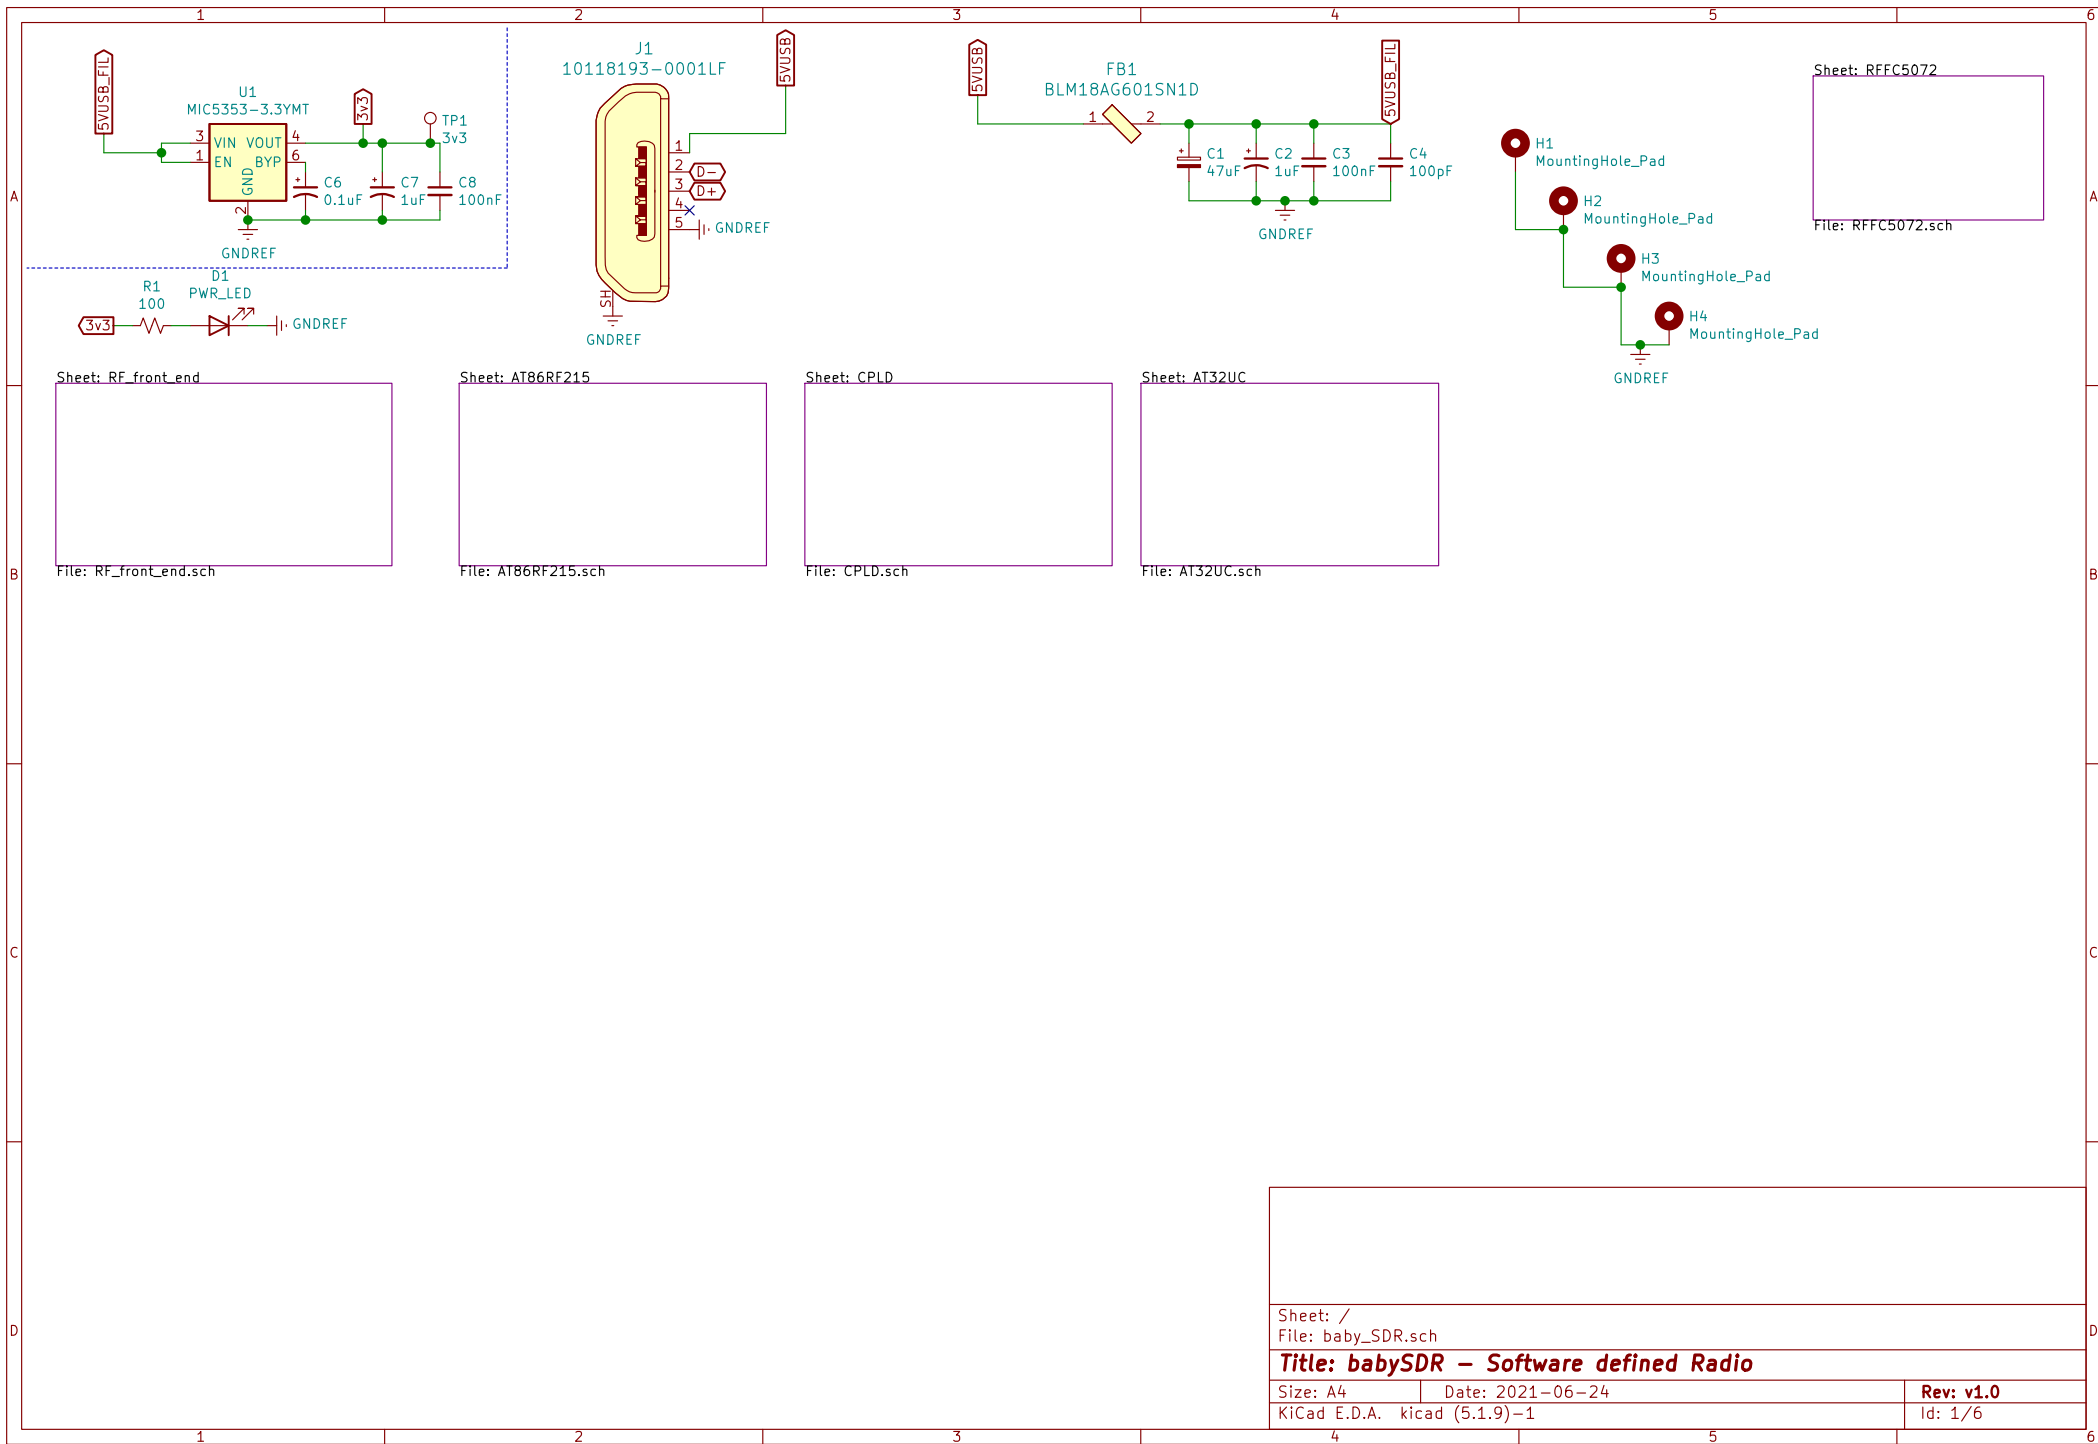 1 2 3 4 5 6
A
5VUSB_FIL
U1
MIC5353-3.3YMT
3 VIN VOUT 4
1 EN BYP 6
GND
2
3v3
TP1
3v3
C6
0.1uF
C7
1uF
C8
100nF
GNDREF
R1
100
D1
PWR_LED
3v3
GNDREF
J1
10118193-0001LF
5VUSB
1
2 D-
3 D+
4
5 GNDREF
SH
GNDREF
5VUSB
FB1
BLM18AG601SN1D
1 2
5VUSB_FIL
C1
47uF
C2
1uF
C3
100nF
C4
100pF
GNDREF
H1
MountingHole_Pad
H2
MountingHole_Pad
H3
MountingHole_Pad
H4
MountingHole_Pad
GNDREF
Sheet: RFFC5072
File: RFFC5072.sch
A
Sheet: RF_front_end
File: RF_front_end.sch
Sheet: AT86RF215
File: AT86RF215.sch
Sheet: CPLD
File: CPLD.sch
Sheet: AT32UC
File: AT32UC.sch
B B
C C
D D
Sheet: /
File: baby_SDR.sch
Title: babySDR – Software defined Radio
Size: A4 Date: 2021-06-24 Rev: v1.0
KiCad E.D.A. kicad (5.1.9)-1 Id: 1/6
1 2 3 4 5 6